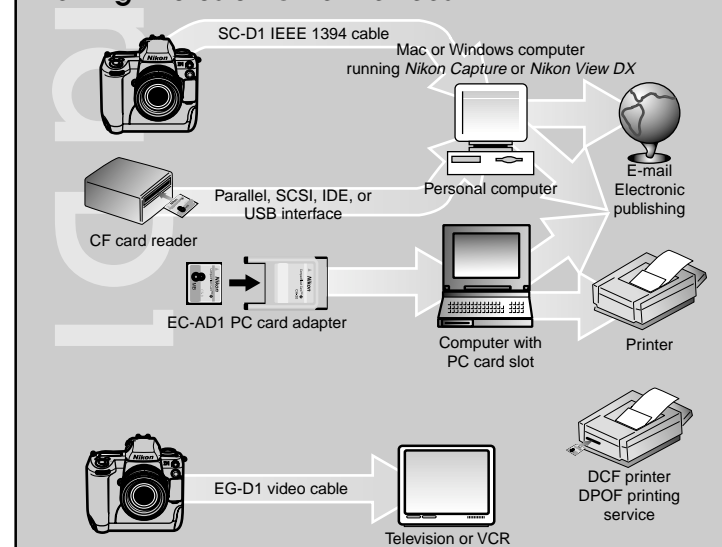 SC-D1 IEEE 1394 cable
Mac or Windows computer
running Nikon Capture or Nikon View DX
Nikon
Personal computer
E-mail
Electronic
publishing
Parallel, SCSI, IDE, or
USB interface
CF card reader
EC-AD1 PC card adapter
Computer with
PC card slot
Printer
Nikon
EG-D1 video cable
Television or VCR
DCF printer
DPOF printing
service